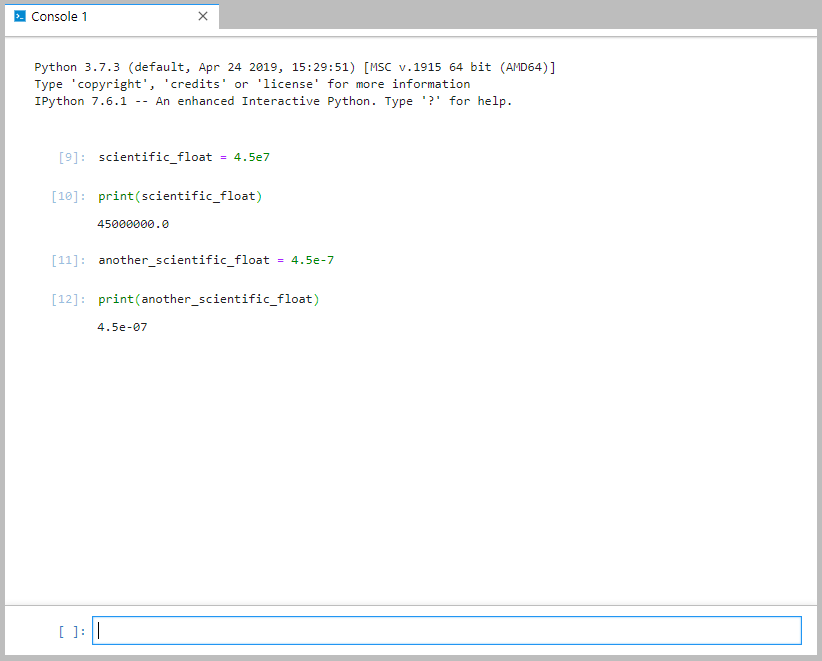 Console 1
Python 3.7.3 (default, Apr 24 2019, 15:29:51) [MSC v.1915 64 bit (AMD64)]
Type 'copyright', 'credits' or 'license' for more information
IPython 7.6.1 -- An enhanced Interactive Python. Type '?' for help.
[9]: scientific_float = 4.5e7
[10]: print(scientific_float)
45000000.0
[11]: another_scientific_float = 4.5e-7
[12]: print(another_scientific_float)
4.5e-07
[ ]: